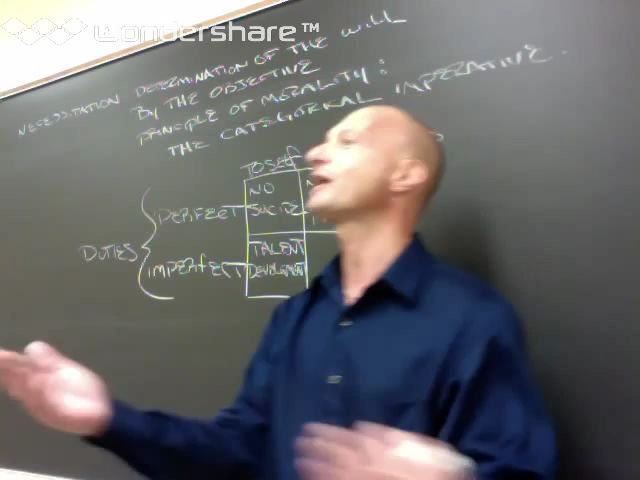 Wondershare™
NECESSITATION DETERMINATION OF THE WILL
BY THE OBJECTIVE
PRINCIPLE OF MORALITY:
THE CATEGORICAL IMPERATIVE.
TO SELF
NO
PERFECT SUICIDE
DUTIES
TALENT
IMPERFECT DEVELOPMENT